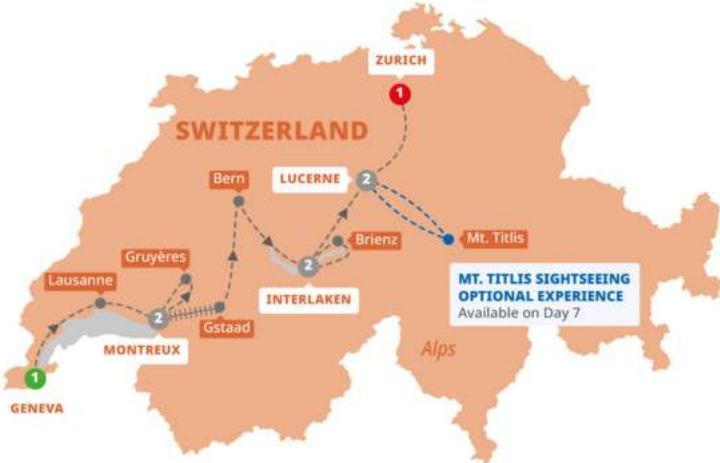 ZURICH
1
SWITZERLAND
Bern
LUCERNE
2
Brienz
Mt. Titlis
Gruyères
Lausanne
2
INTERLAKEN
MT. TITLIS SIGHTSEEING
OPTIONAL EXPERIENCE
Available on Day 7
2
Gstaad
MONTREUX
Alps
1
GENEVA